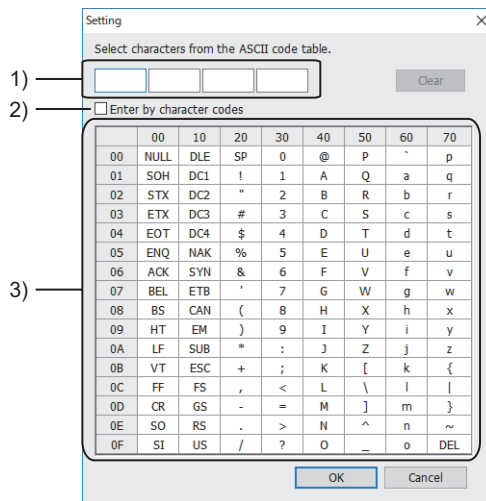 Setting
Select characters from the ASCII code table.
1)
Clear
2)
Enter by character codes
00 10 20 30 40 50 60 70
00 NULL DLE SP 0 @ P ` p
01 SOH DC1 ! 1 A Q a q
02 STX DC2 " 2 B R b r
03 ETX DC3 # 3 C S c s
04 EOT DC4 $ 4 D T d t
05 ENQ NAK % 5 E U e u
06 ACK SYN & 6 F V f v
3)
07 BEL ETB ' 7 G W g w
08 BS CAN ( 8 H X h x
09 HT EM ) 9 I Y i y
0A LF SUB * : J Z j z
0B VT ESC + ; K [ k {
0C FF FS , < L \ l |
0D CR GS - = M ] m }
0E SO RS . > N ^ n ~
0F SI US / ? O _ o DEL
OK Cancel